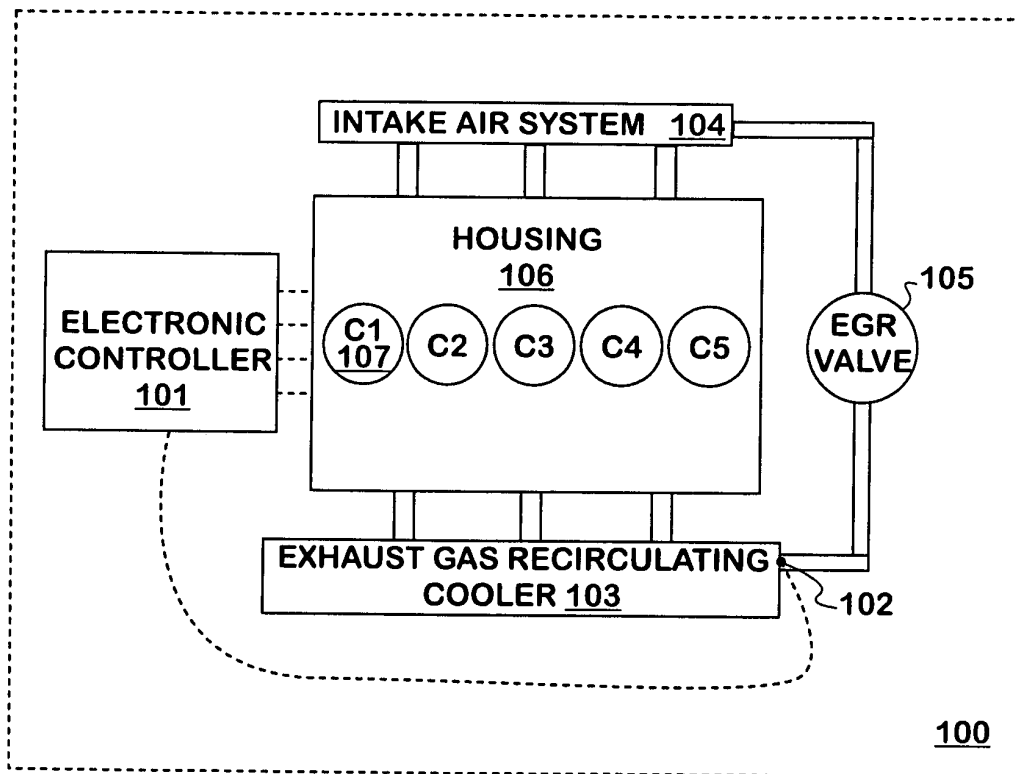 INTAKE AIR SYSTEM 104
HOUSING
106
105
ELECTRONIC
CONTROLLER
101
C1
107
C2
C3
C4
C5
EGR
VALVE
EXHAUST GAS RECIRCULATING
COOLER 103
102
100